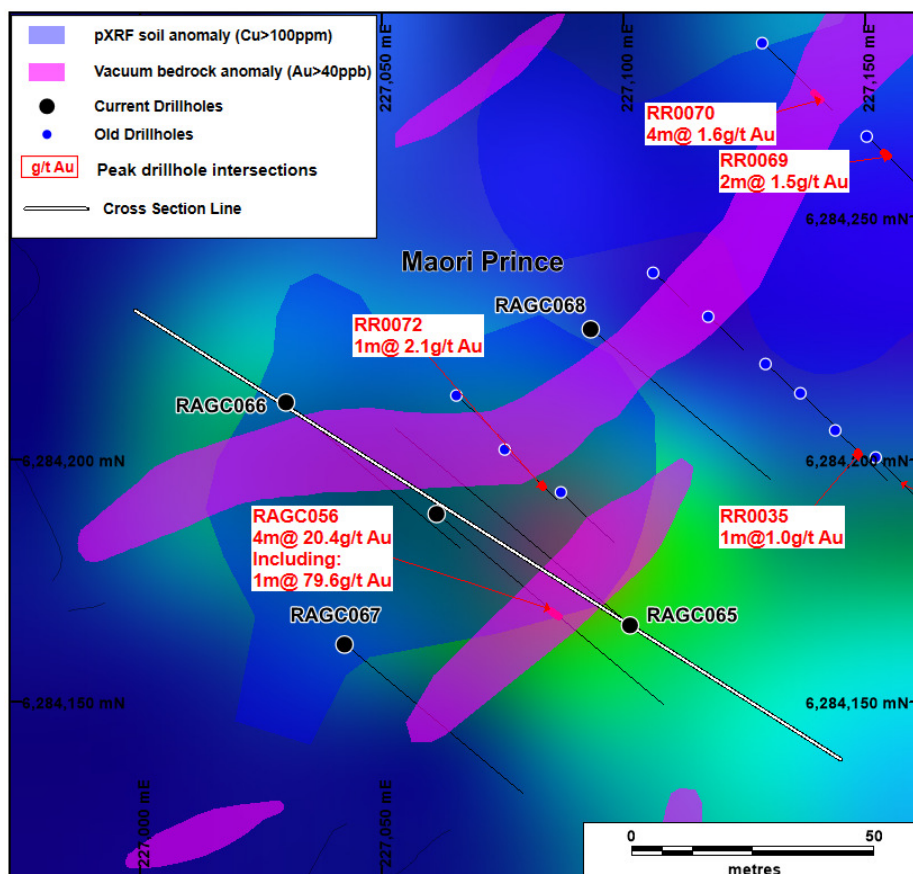 pXRF soil anomaly (Cu>100ppm)
Vacuum bedrock anomaly (Au>40ppb)
Current Drillholes
Old Drillholes
g/t Au
Peak drillhole intersections
Cross Section Line
227,050 mE
227,100 mE
227,150 mE
RR0070
4m@ 1.6g/t Au
RR0069
2m@ 1.5g/t Au
6,284,250 mN
Maori Prince
RAGC068
RR0072
1m@ 2.1g/t Au
RAGC066
6,284,200 mN
6,284,200 mN
RAGC056
4m@ 20.4g/t Au
Including:
1m@ 79.6g/t Au
RR0035
1m@1.0g/t Au
RAGC067
RAGC065
6,284,150 mN
6,284,150 mN
227,000 mE
227,050 mE
227,100 mE
0
50
metres